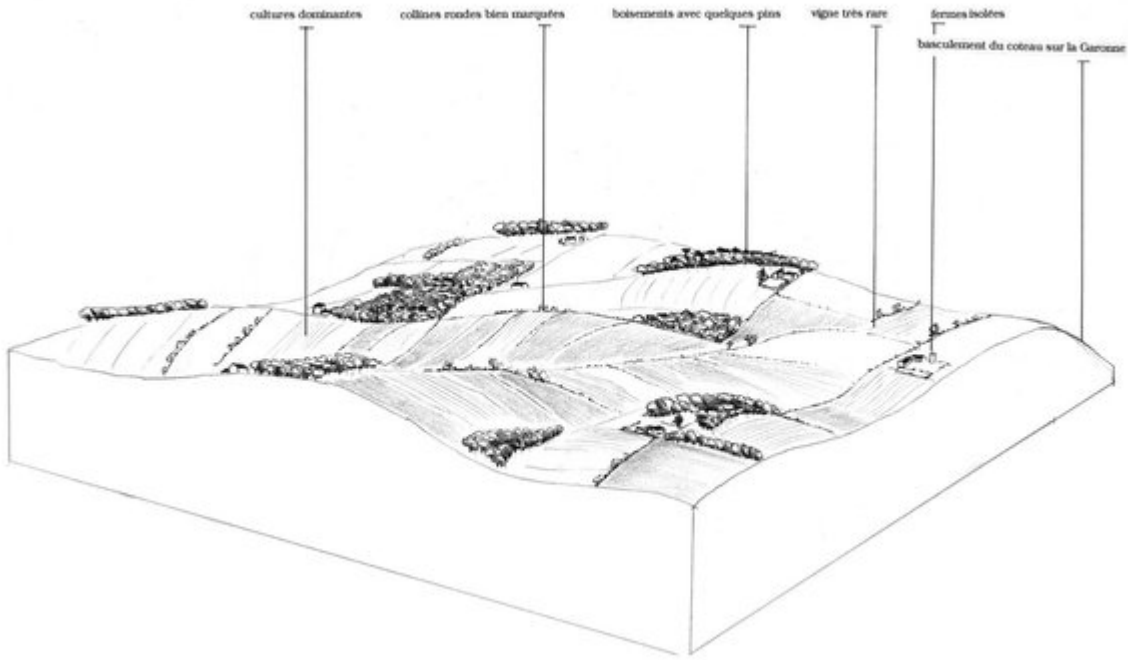 cultures dominantes
collines rondes bien marquées
boisements avec quelques pins
vigne très rare
fermes isolées
basculement du coteau sur la Garonne